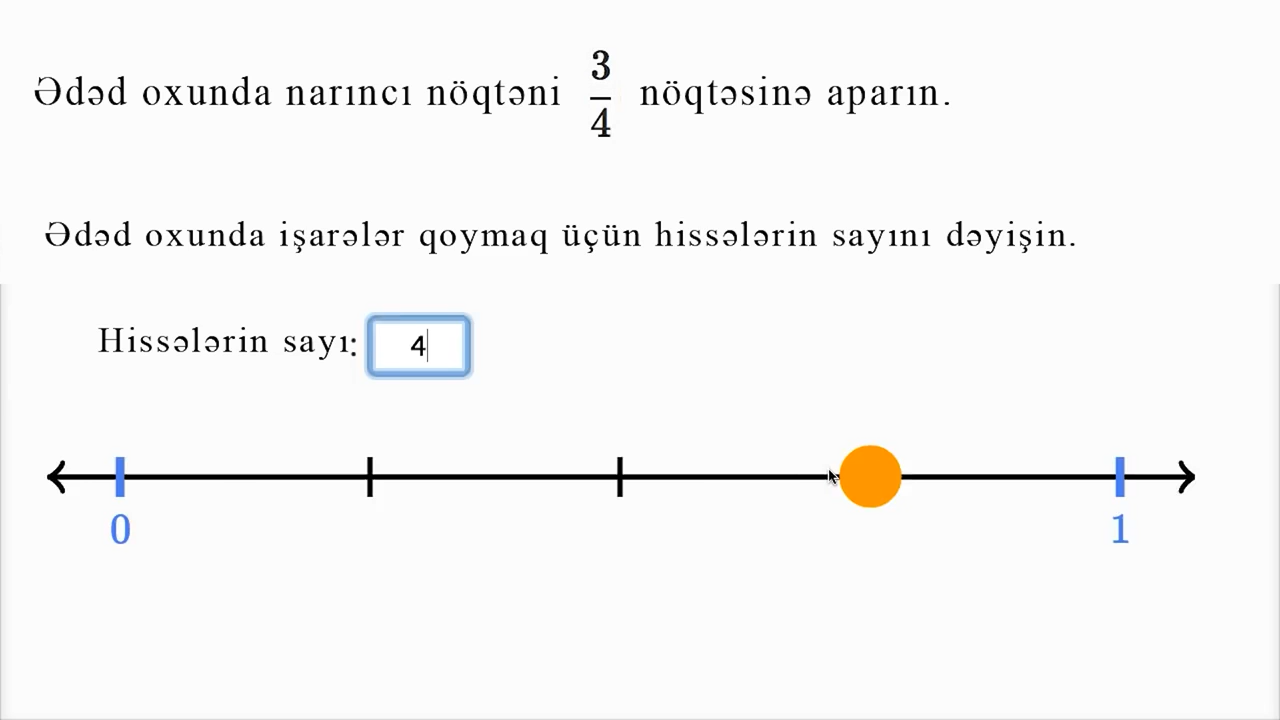 Ədəd oxunda narıncı nöqtəni 3/4 nöqtəsinə aparın.
Ədəd oxunda işarələr qoymaq üçün hissələrin sayını dəyişin.
Hissələrin sayı: 4
0 1